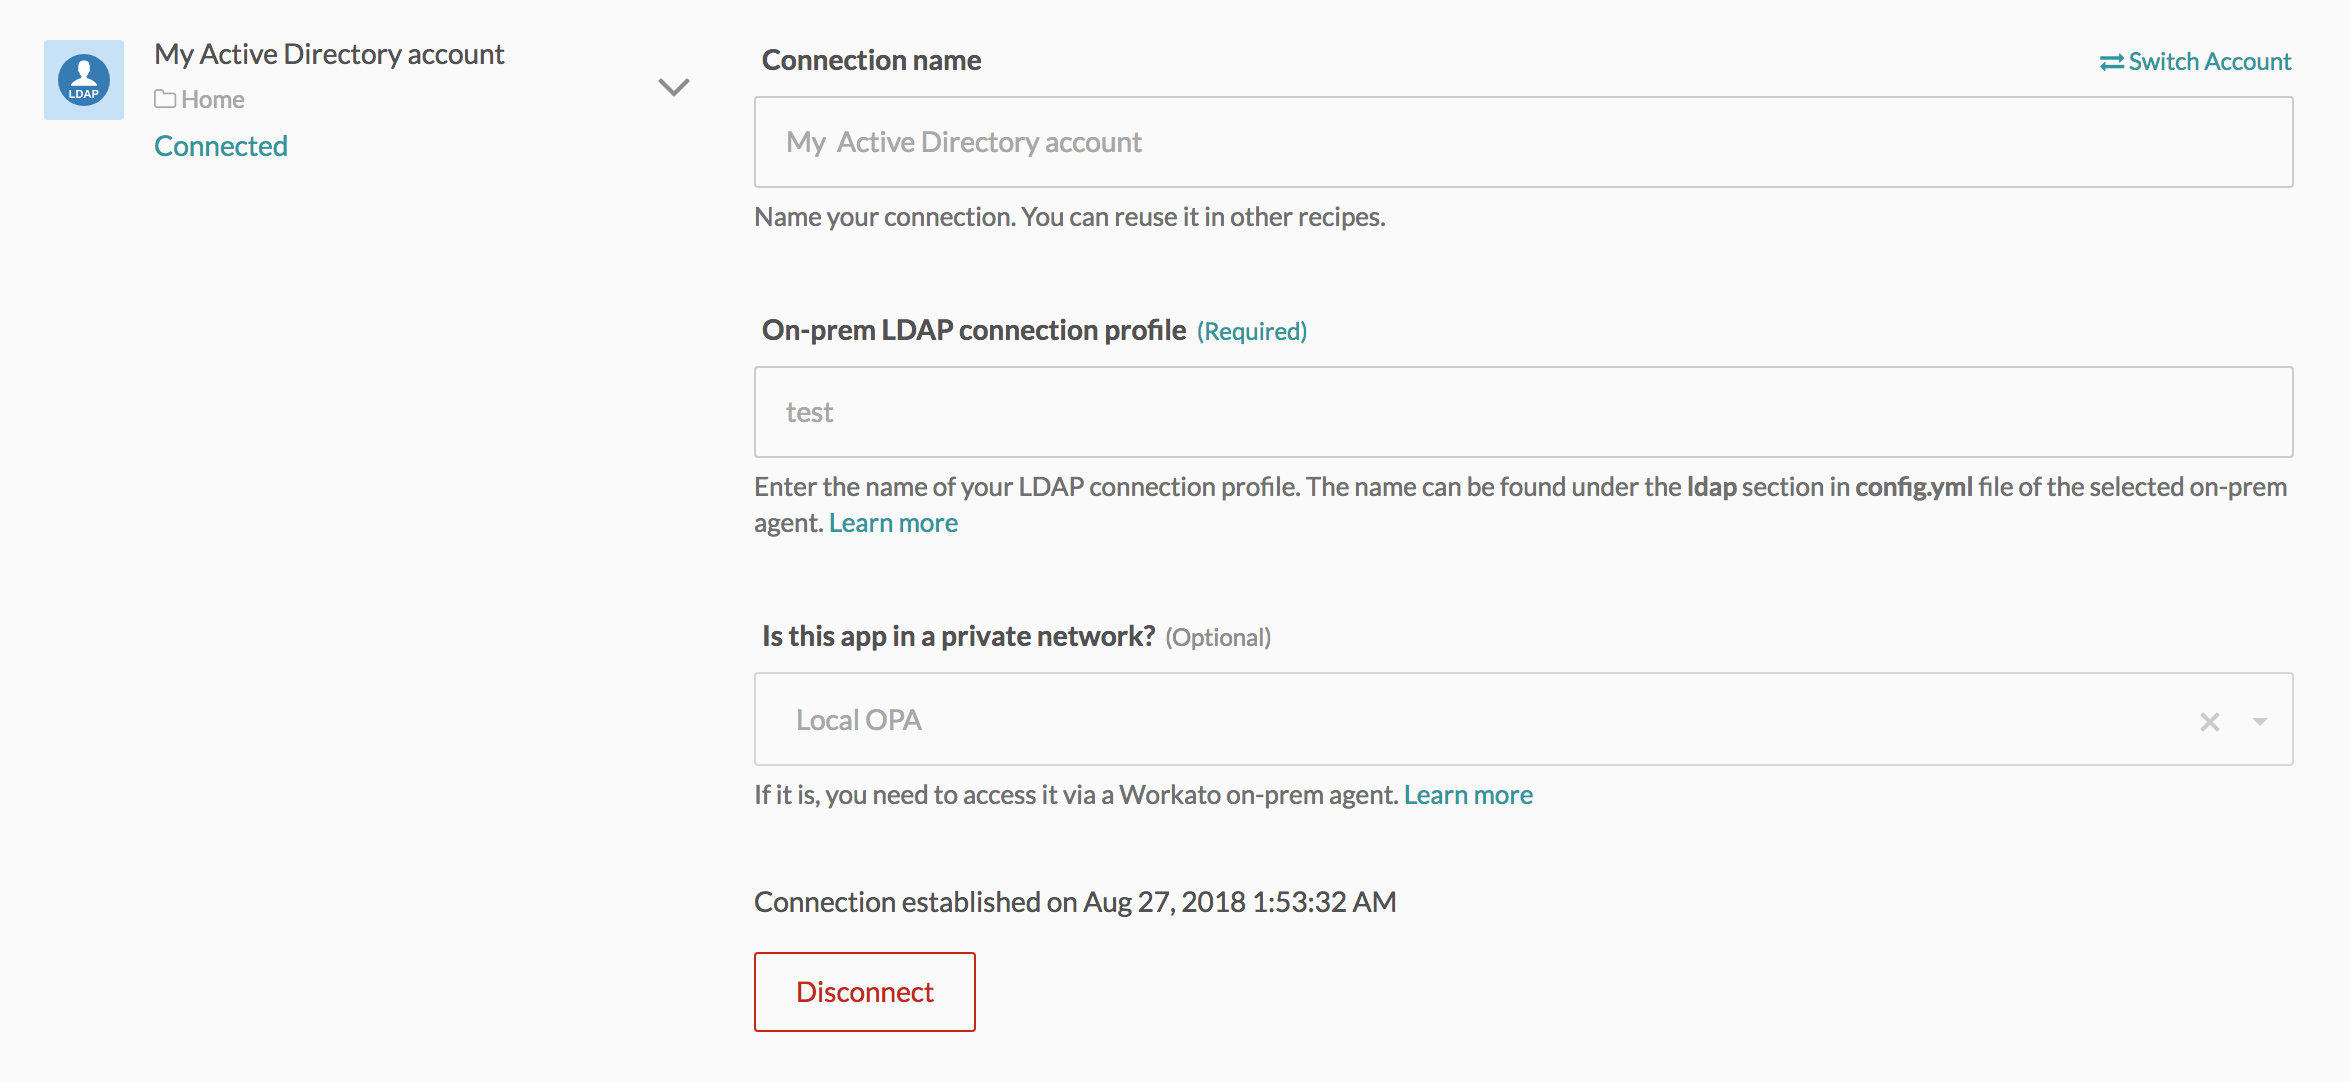 My Active Directory account
LDAP
Home
Connected
Connection name
Switch Account
My  Active Directory account
Name your connection. You can reuse it in other recipes.
On-prem LDAP connection profile (Required)
test
Enter the name of your LDAP connection profile. The name can be found under the ldap section in config.yml file of the selected on-prem
agent. Learn more
Is this app in a private network? (Optional)
Local OPA
If it is, you need to access it via a Workato on-prem agent. Learn more
Connection established on Aug 27, 2018 1:53:32 AM
Disconnect